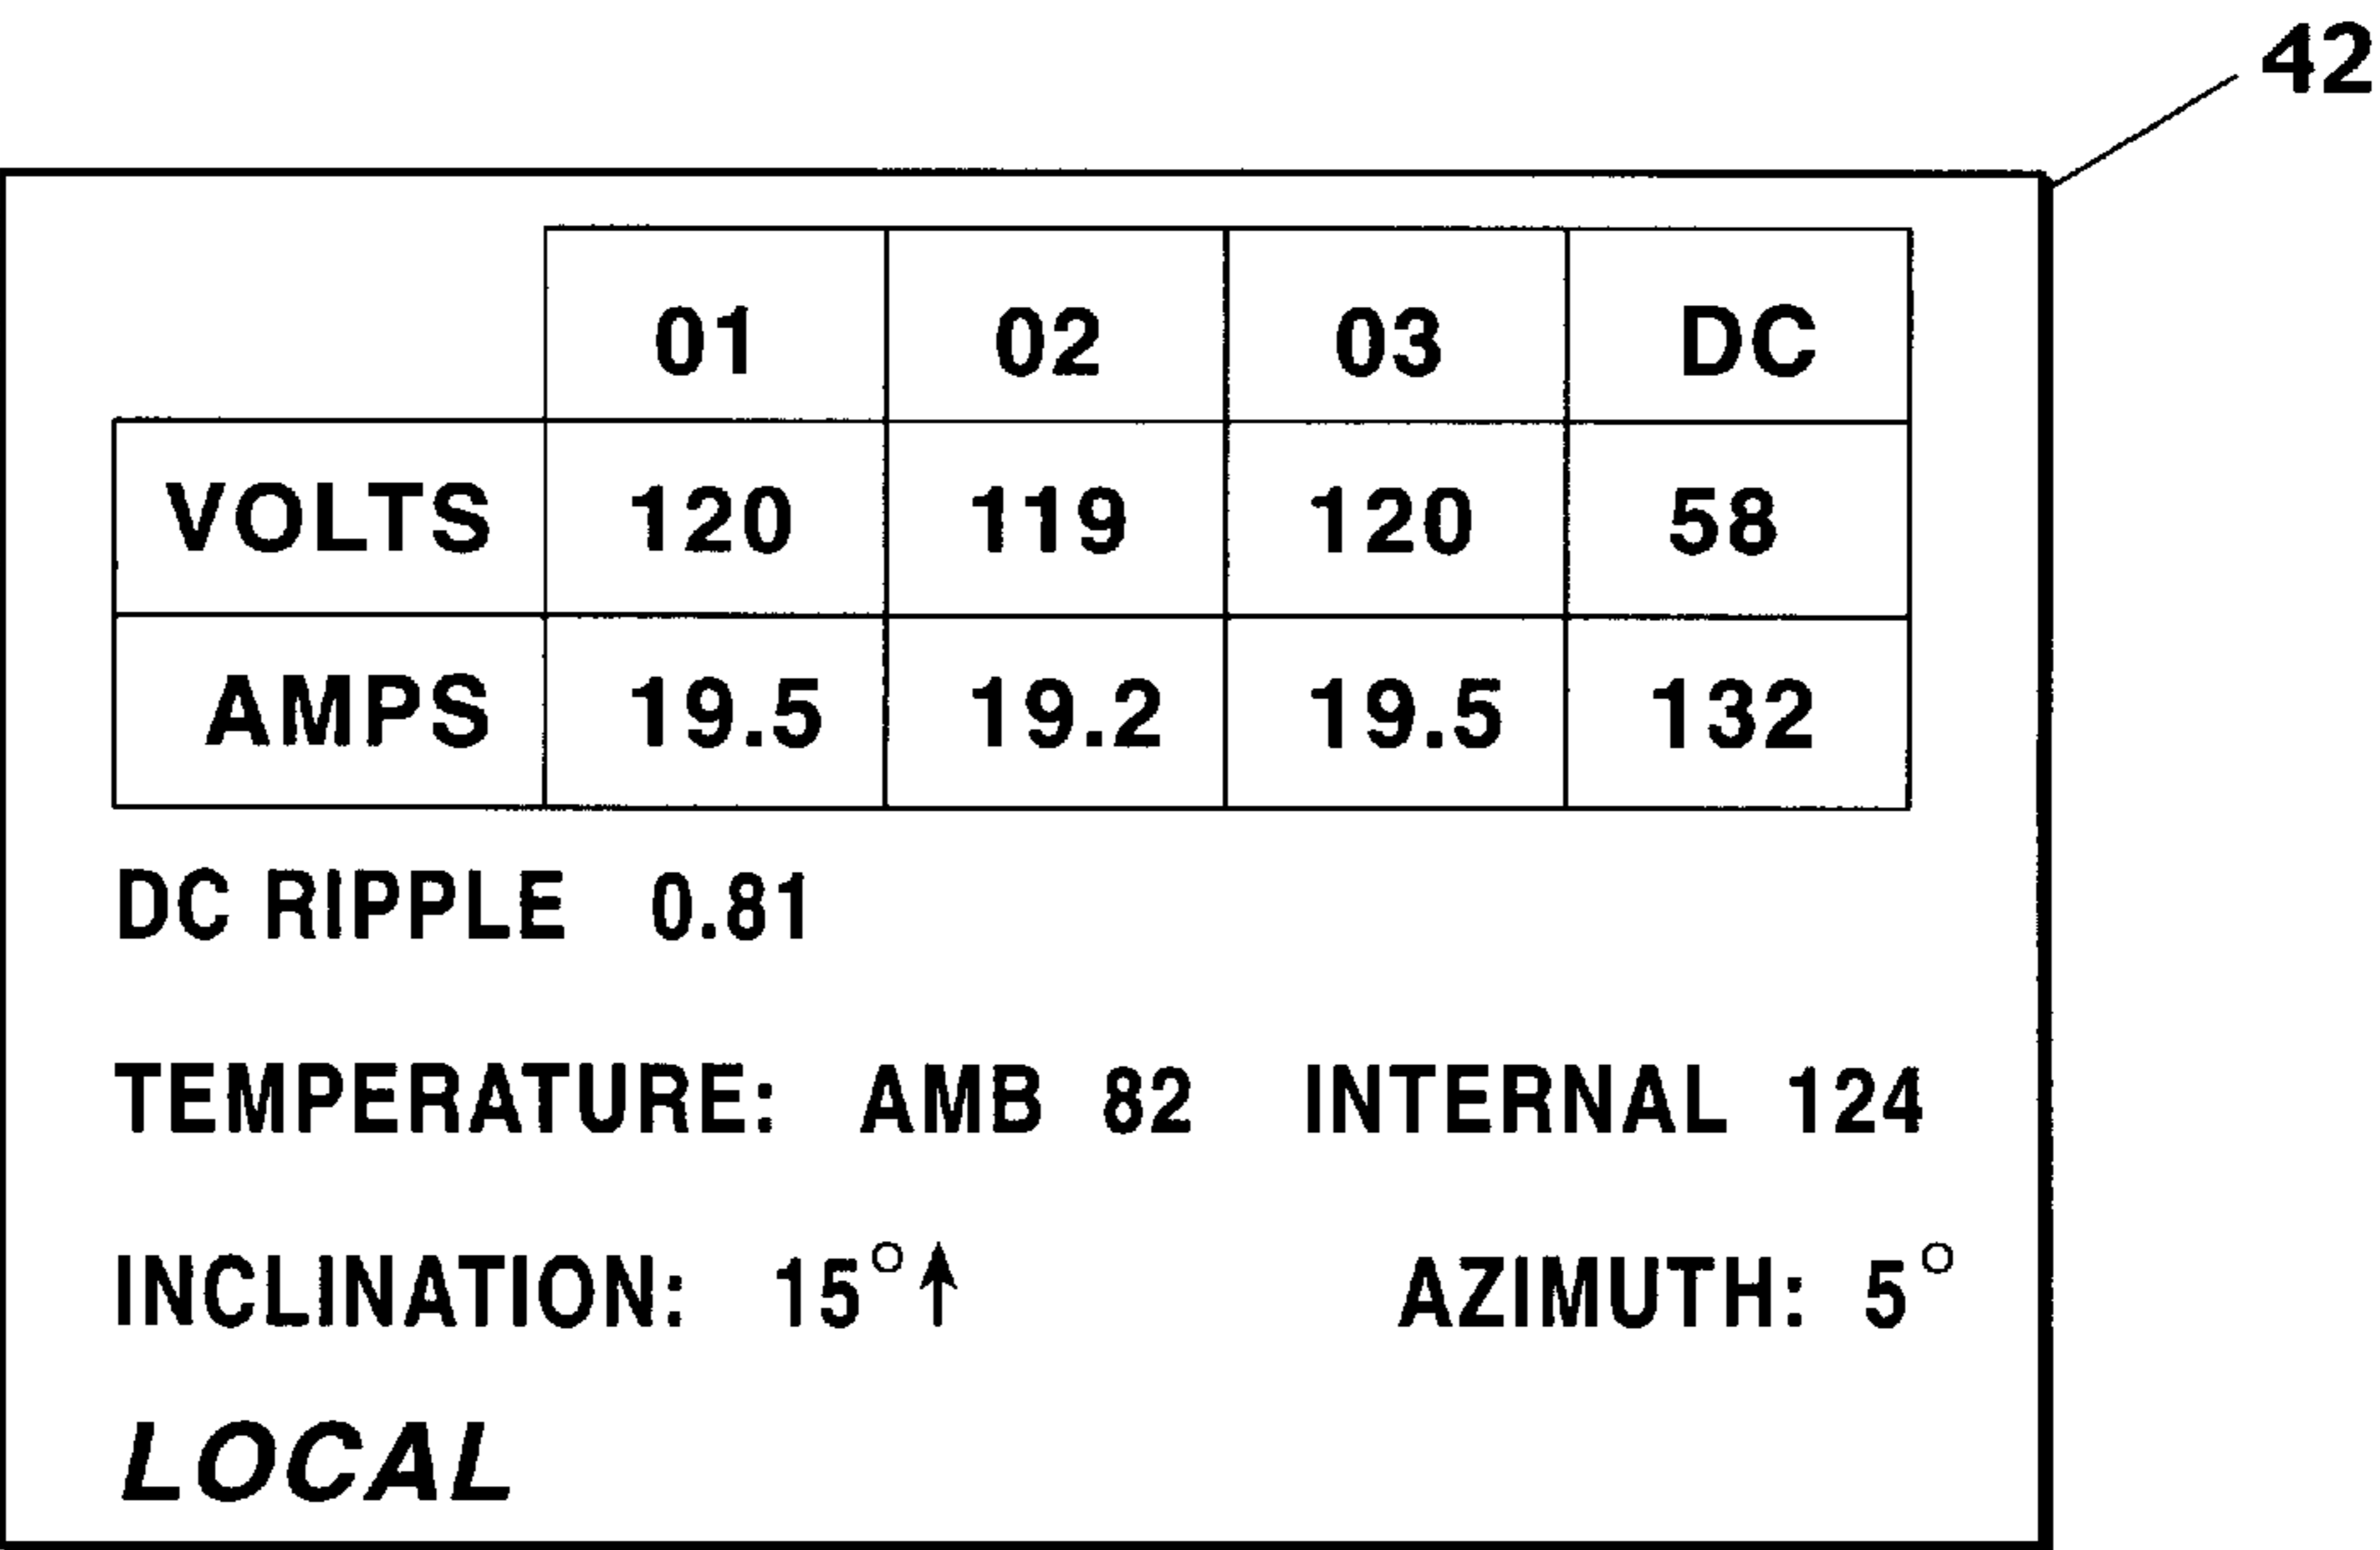 42
01 02 03 DC
VOLTS 120 119 120 58
AMPS 19.5 19.2 19.5 132
DC RIPPLE 0.81
TEMPERATURE: AMB 82 INTERNAL 124
INCLINATION: 15°↑ AZIMUTH: 5°
LOCAL